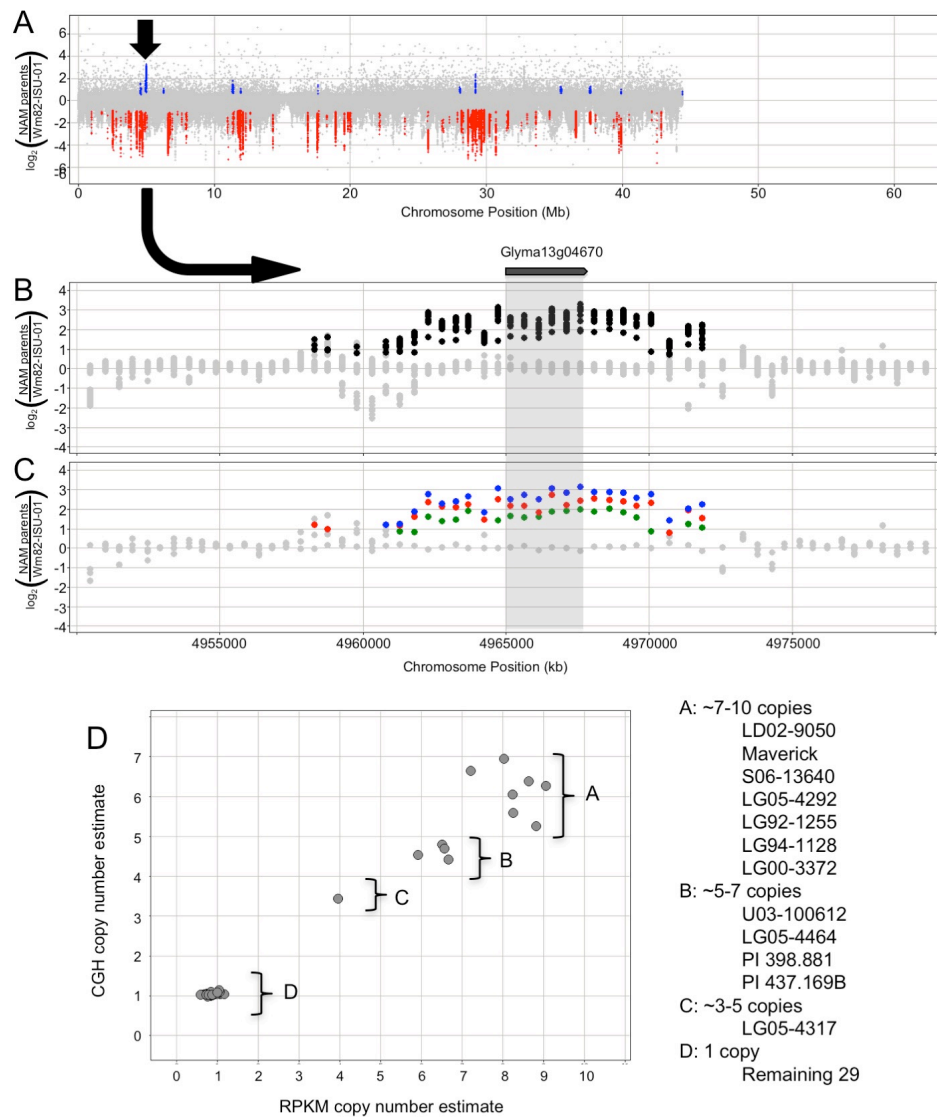 A
6
4
2
0
-2
-4
-6
-8
log2(NAM parents/Wm82-ISU-01)
0 10 20 30 40 50 60
Chromosome Position (Mb)
Glyma13g04670
B
4
3
2
1
0
-1
-2
-3
-4
log2(NAM parents/Wm82-ISU-01)
C
4
3
2
1
0
-1
-2
-3
-4
log2(NAM parents/Wm82-ISU-01)
4955000 4960000 4965000 4970000 4975000
Chromosome Position (kb)
D
CGH copy number estimate
7
6
5
4
3
2
1
0
A
B
C
D
0 1 2 3 4 5 6 7 8 9 10 11
RPKM copy number estimate
A: ~7-10 copies
LD02-9050
Maverick
S06-13640
LG05-4292
LG92-1255
LG94-1128
LG00-3372
B: ~5-7 copies
U03-100612
LG05-4464
PI 398.881
PI 437.169B
C: ~3-5 copies
LG05-4317
D: 1 copy
Remaining 29